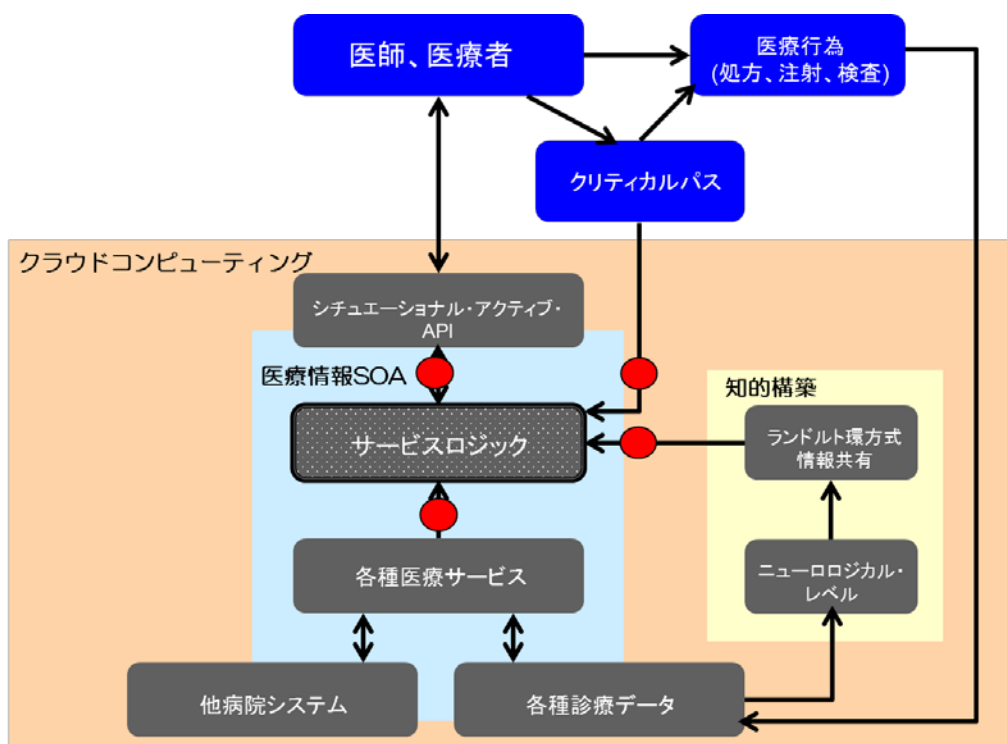 医師、医療者
医療行為
(処方、注射、検査)
クリティカルパス
クラウドコンピューティング
シチュエーショナル・アクティブ・
API
医療情報SOA
知的構築
サービスロジック
ランドルト環方式
情報共有
各種医療サービス
ニューロロジカル・
レベル
他病院システム
各種診療データ